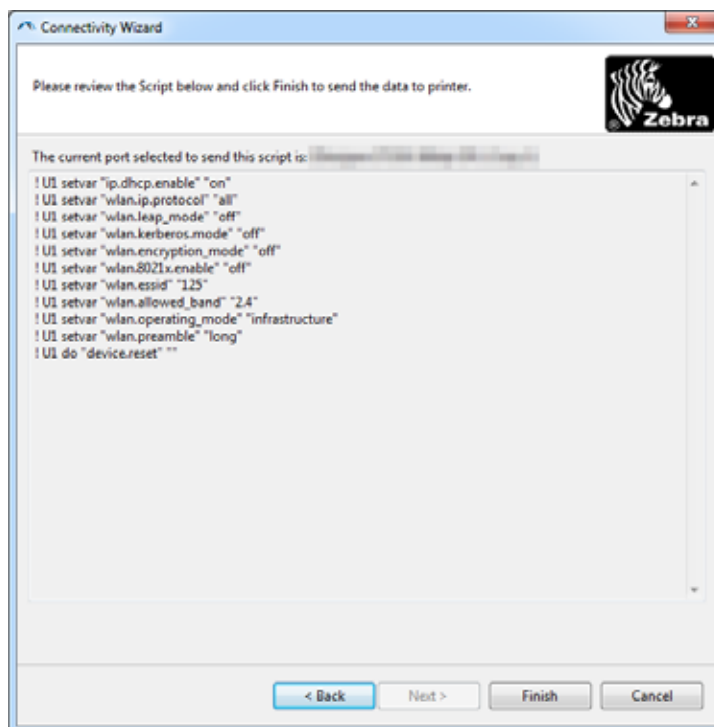 Connectivity Wizard
Please review the Script below and click Finish to send the data to printer.
® Zebra
The current port selected to send this script is:
! U1 setvar "ip.dhcp.enable" "on"
! U1 setvar "wlan.ip.protocol" "all"
! U1 setvar "wlan.leap_mode" "off"
! U1 setvar "wlan.kerberos.mode" "off"
! U1 setvar "wlan.encryption_mode" "off"
! U1 setvar "wlan.8021x.enable" "off"
! U1 setvar "wlan.essid" "125"
! U1 setvar "wlan.allowed_band" "2.4"
! U1 setvar "wlan.operating_mode" "infrastructure"
! U1 setvar "wlan.preamble" "long"
! U1 do "device.reset" ""
< Back Next > Finish Cancel